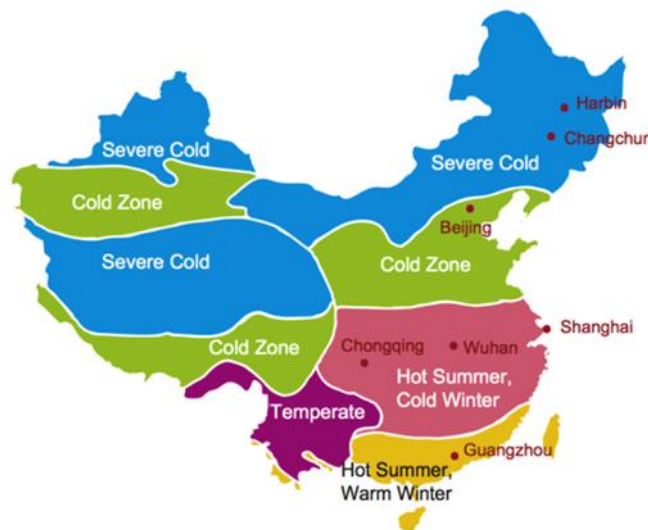 Harbin
Changchur
Severe Cold
Severe Cold
Cold Zone
Beijing
Severe Cold
Cold Zone
Shanghai
Cold Zone
Chongqing
Wuhan
Hot Summer,
Cold Winter
Temperate
Guangzhou
Hot Summer,
Warm Winter